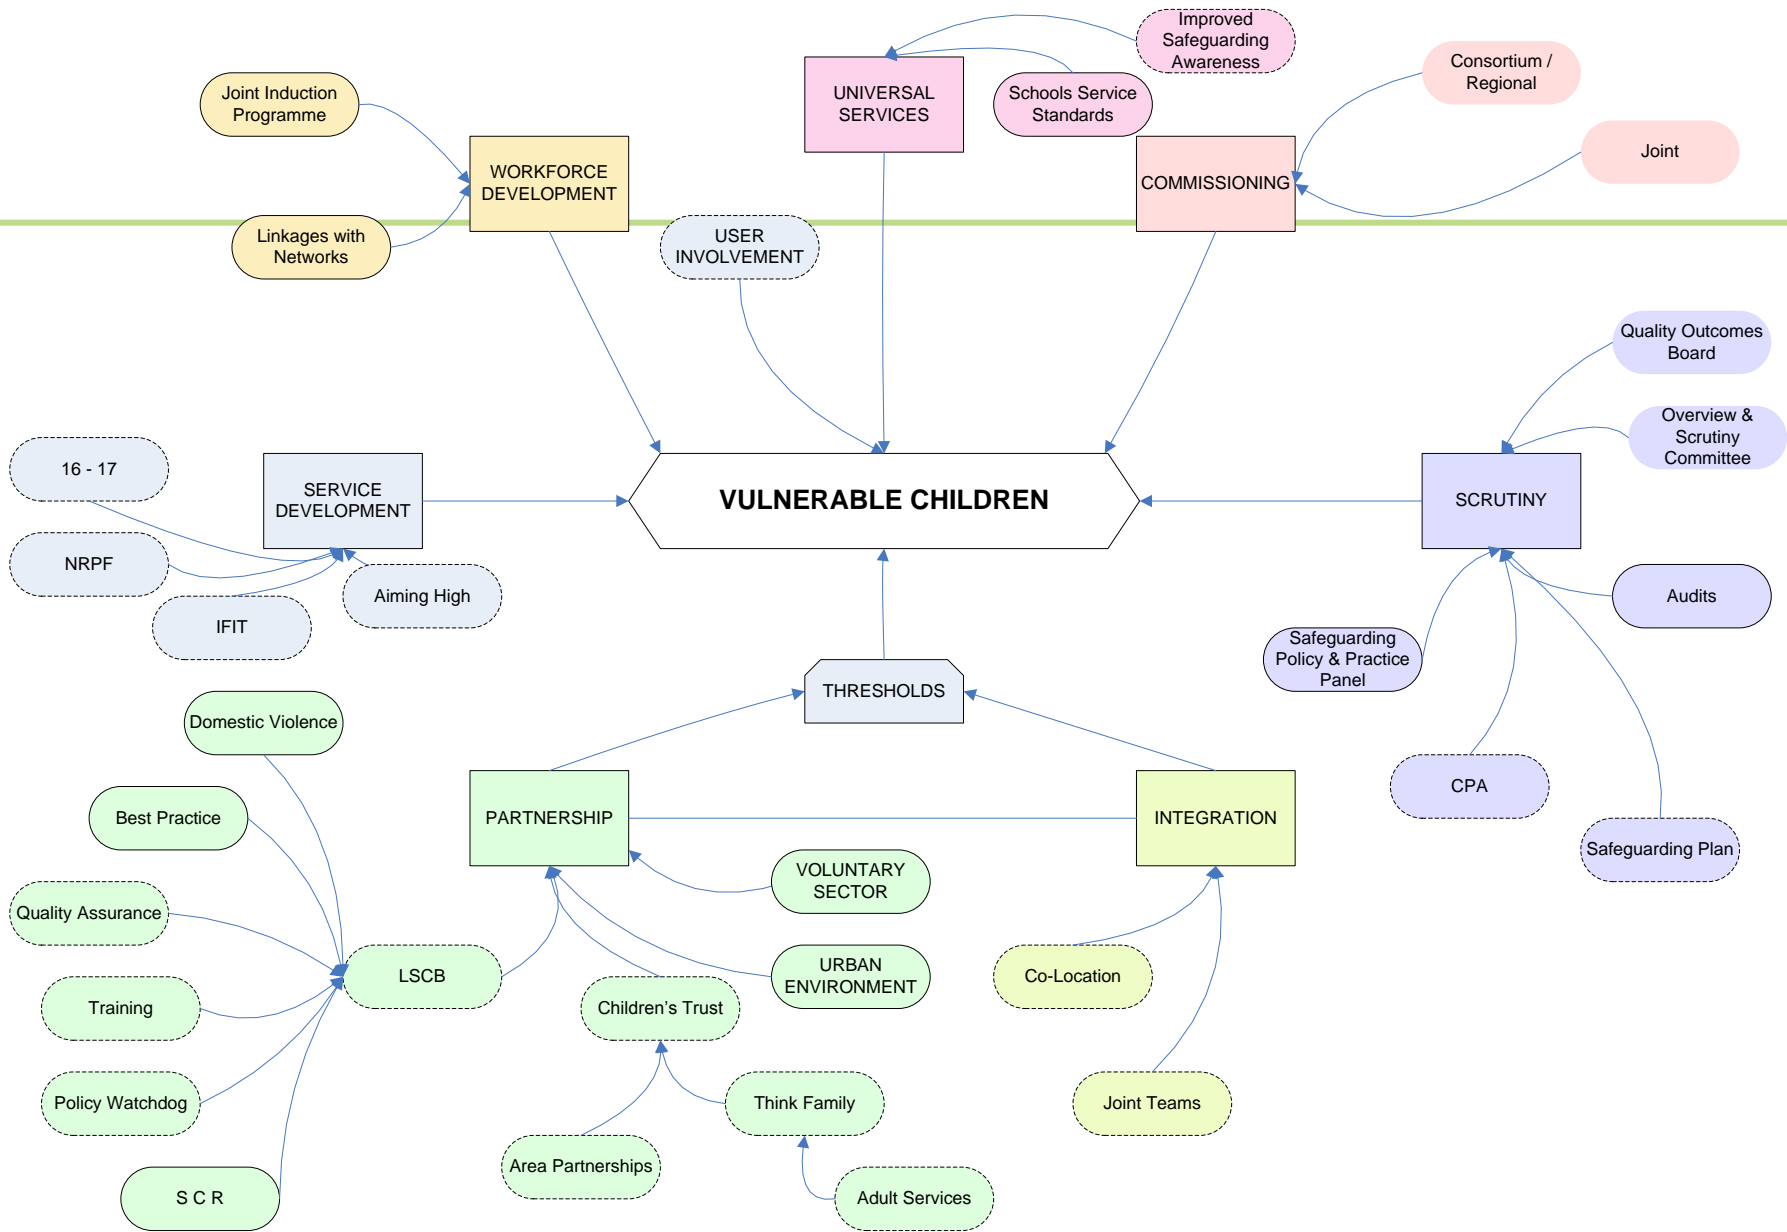 Improved
Safeguarding
Awareness
Consortium /
Regional
Joint Induction
Programme
UNIVERSAL
SERVICES
Schools Service
Standards
Joint
WORKFORCE
DEVELOPMENT
COMMISSIONING
Linkages with
Networks
USER
INVOLVEMENT
Quality Outcomes
Board
Overview &
Scrutiny
Committee
16 - 17
SERVICE
DEVELOPMENT
VULNERABLE CHILDREN
SCRUTINY
NRPF
Aiming High
IFIT
Audits
Safeguarding
Policy & Practice
Panel
THRESHOLDS
Domestic Violence
CPA
Best Practice
PARTNERSHIP
INTEGRATION
Safeguarding Plan
VOLUNTARY
SECTOR
Quality Assurance
LSCB
URBAN
ENVIRONMENT
Co-Location
Training
Children’s Trust
Policy Watchdog
Think Family
Joint Teams
Area Partnerships
S C R
Adult Services